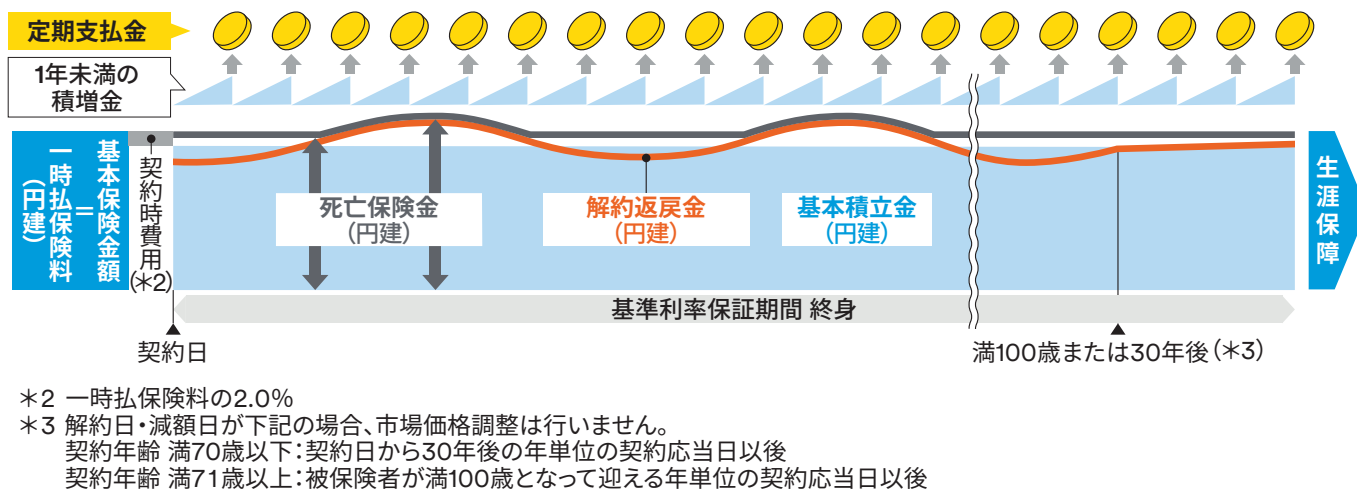 定期支払金
1年未満の
積増金
一時払保険料
(円建)
＝
基本保険金額
契約時費用
(＊2)
死亡保険金
(円建)
解約返戻金
(円建)
基本積立金
(円建)
生涯保障
基準利率保証期間 終身
契約日
満100歳または30年後(＊3)
＊2 一時払保険料の2.0％
＊3 解約日・減額日が下記の場合、市場価格調整は行いません。
契約年齢 満70歳以下：契約日から30年後の年単位の契約応当日以後
契約年齢 満71歳以上：被保険者が満100歳となって迎える年単位の契約応当日以後